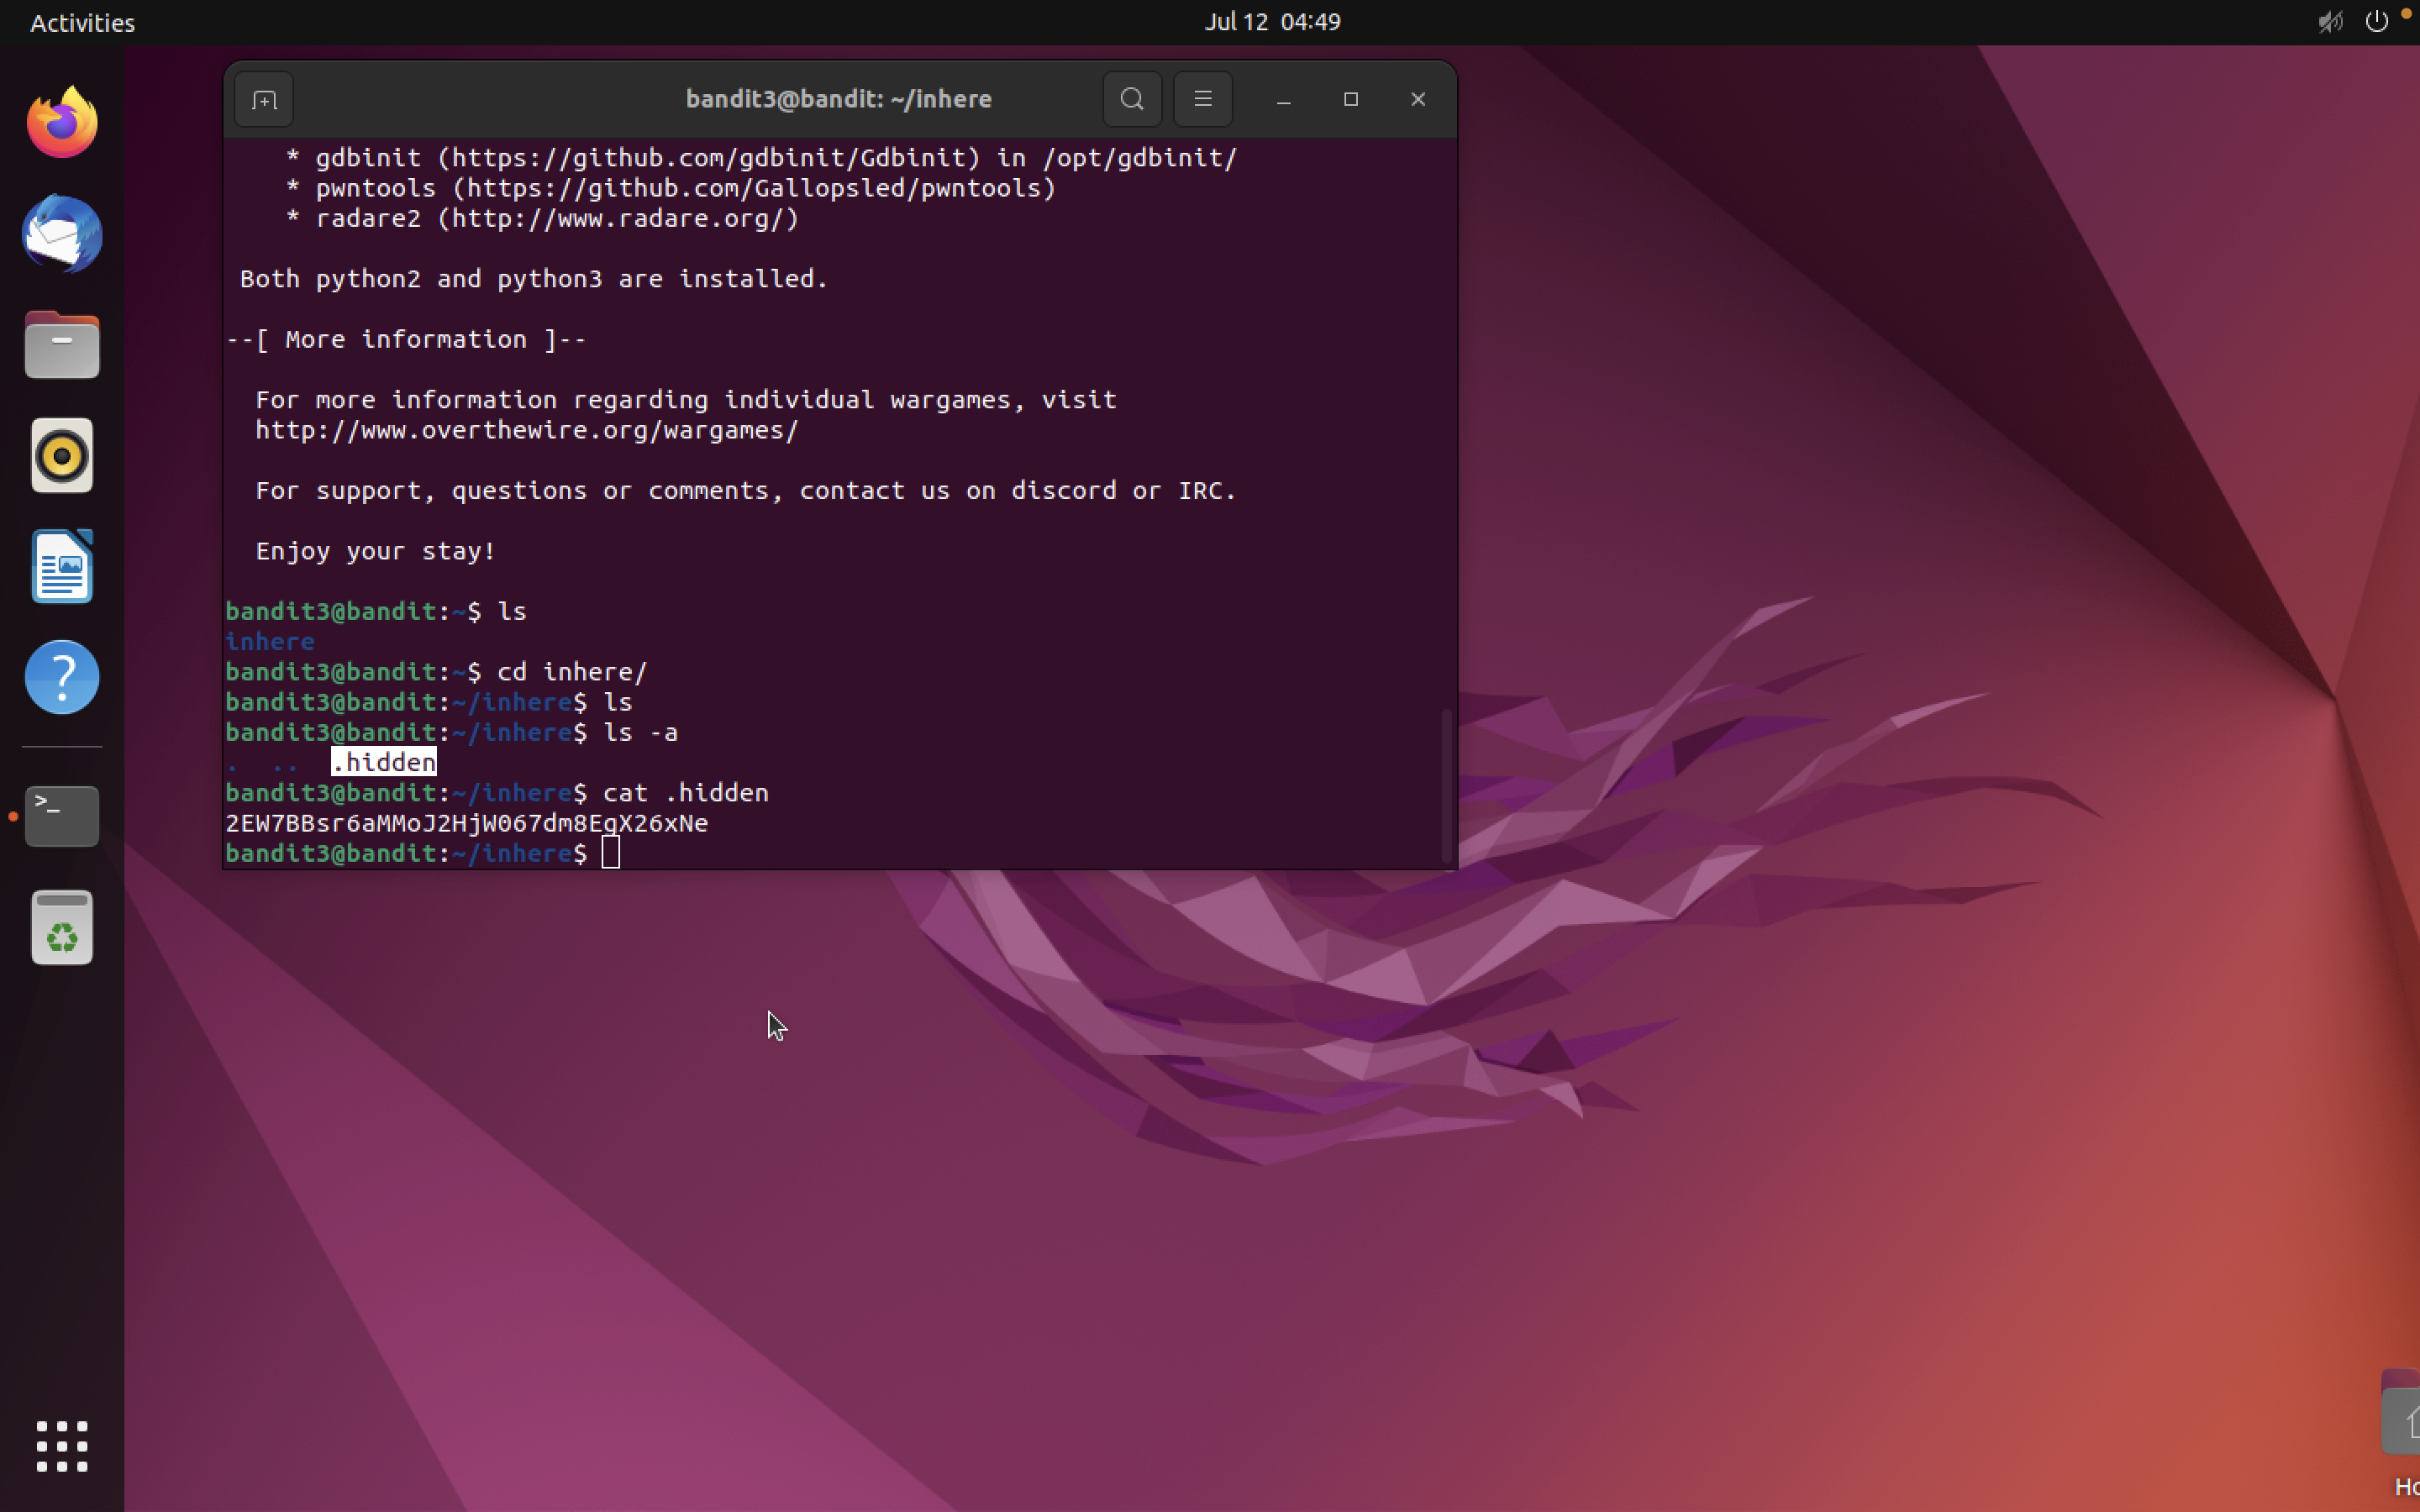 Activities
Jul 12 04:49
bandit3@bandit: ~/inhere
* gdbinit (https://github.com/gdbinit/Gdbinit) in /opt/gdbinit/
* pwntools (https://github.com/Gallopsled/pwntools)
* radare2 (http://www.radare.org/)
Both python2 and python3 are installed.
--[ More information ]--
For more information regarding individual wargames, visit
http://www.overthewire.org/wargames/
For support, questions or comments, contact us on discord or IRC.
Enjoy your stay!
bandit3@bandit:~$ ls
inhere
bandit3@bandit:~$ cd inhere/
bandit3@bandit:~/inhere$ ls
bandit3@bandit:~/inhere$ ls -a
. .. .hidden
bandit3@bandit:~/inhere$ cat .hidden
2EW7BBsr6aMMoJ2HjW067dm8EgX26xNe
bandit3@bandit:~/inhere$